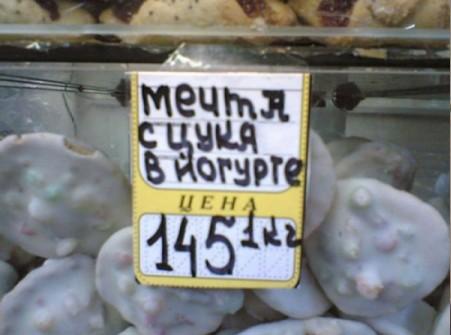 мечтА
с цукА
в йогурте
ЦЕНА
145 1кг